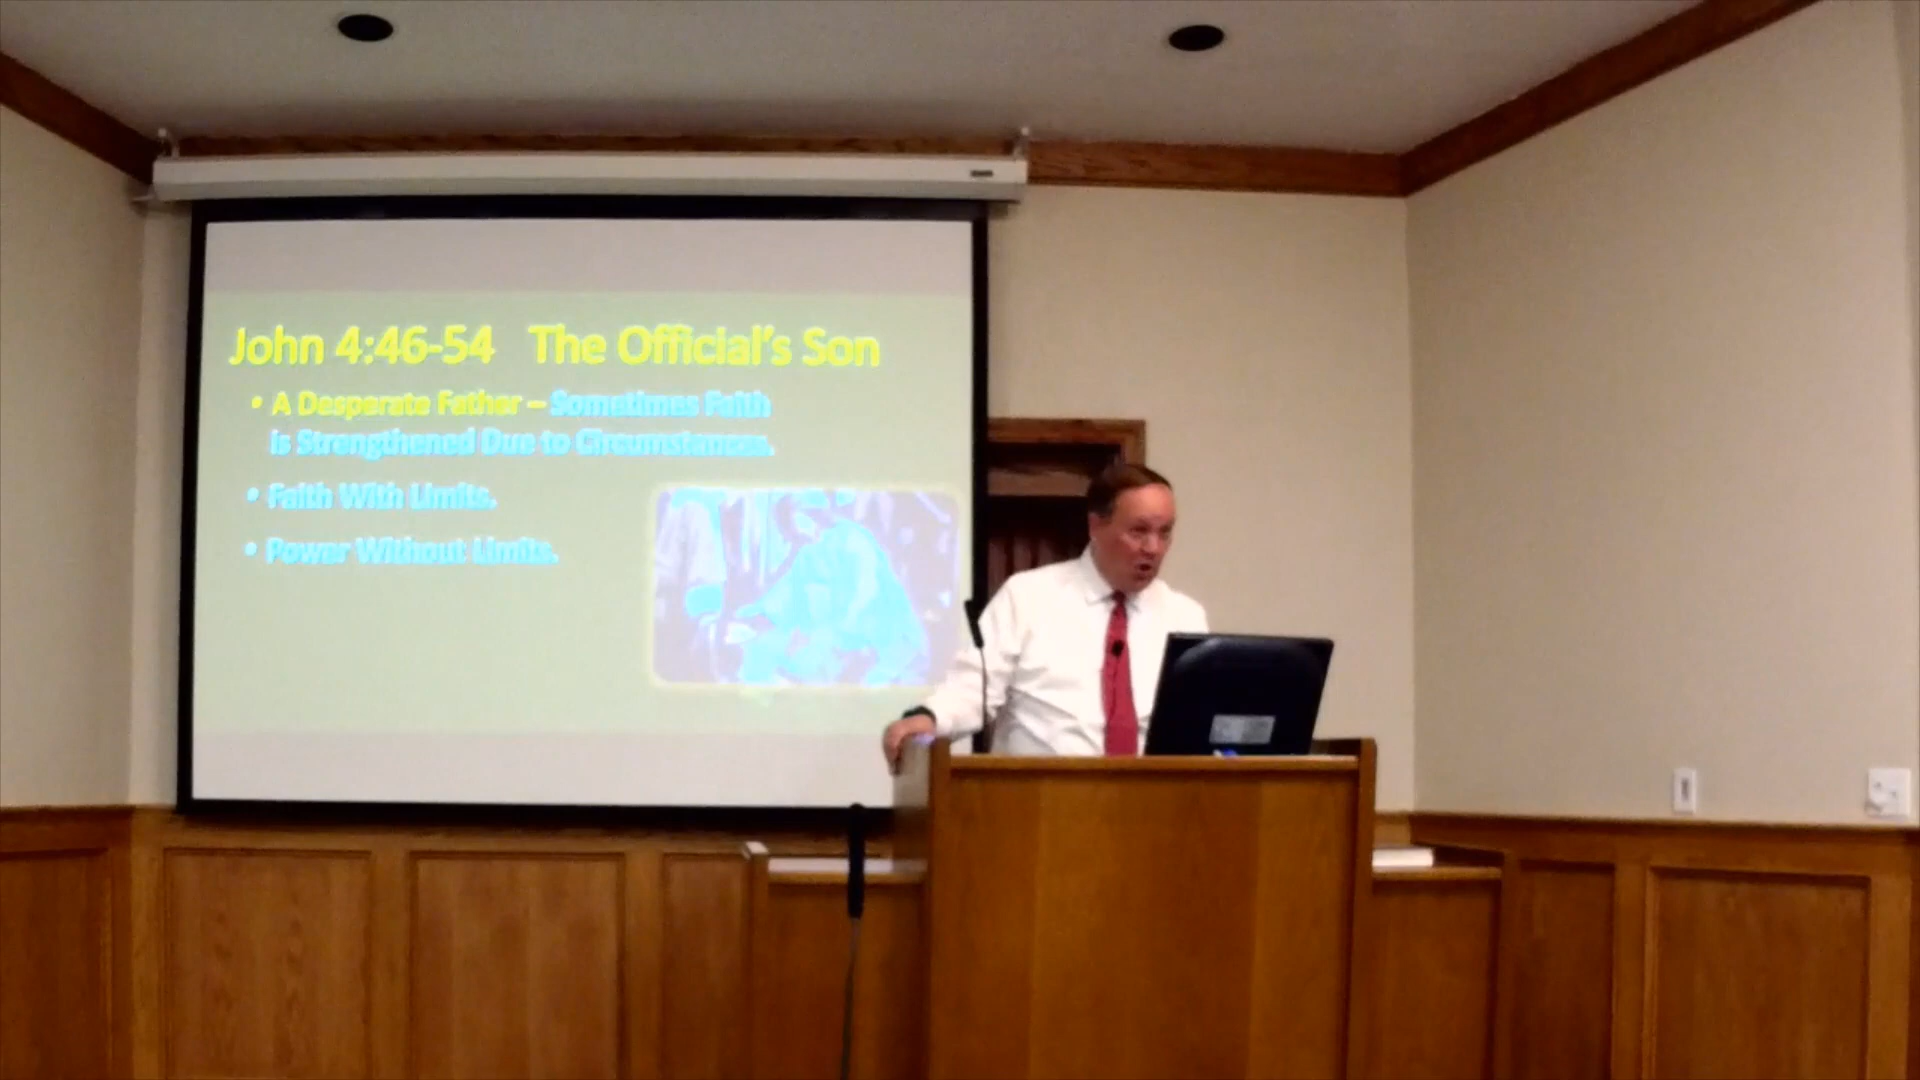 John 4:46-54 The Official's Son
• A Desperate Father – Sometimes Faith
is Strengthened Due to Circumstances.
• Faith With Limits.
• Power Without Limits.